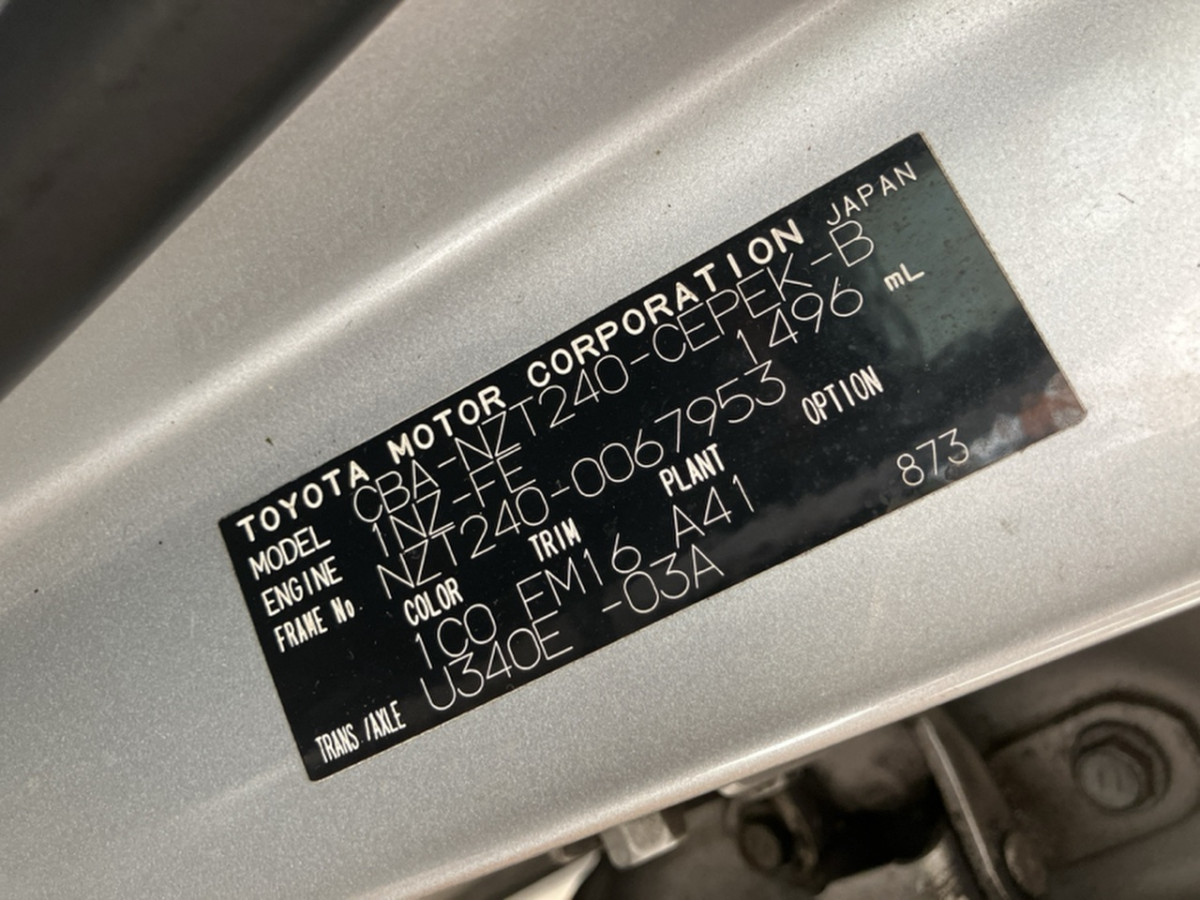 TOYOTA MOTOR CORPORATION JAPAN
MODEL CBA-NZT240-CEPEK-B
ENGINE 1NZ-FE 1496 mL
FRAME No. NZT240-0067953
COLOR TRIM PLANT OPTION
1C0 EM16 A41 873
TRANS/AXLE U340E -03A